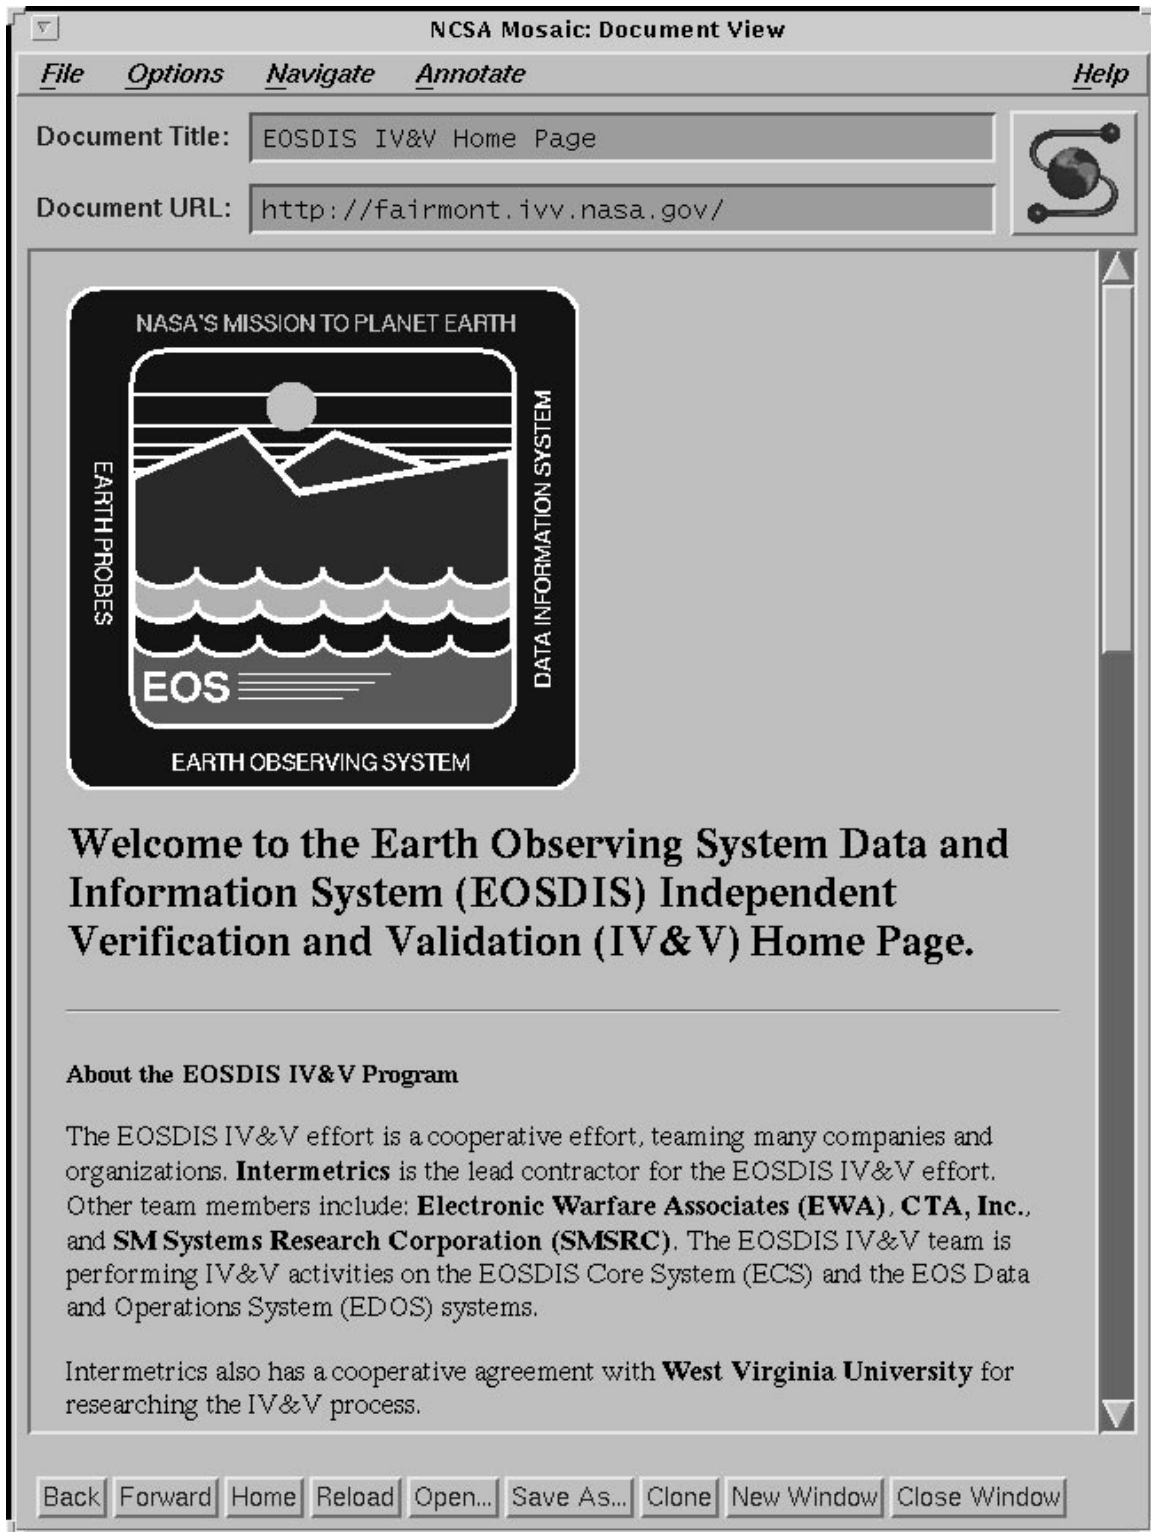 NCSA Mosaic: Document View
File Options Navigate Annotate Help
Document Title: EOSDIS IV&V Home Page
Document URL: http://fairmont.ivv.nasa.gov/
NASA'S MISSION TO PLANET EARTH
EARTH PROBES
DATA INFORMATION SYSTEM
EOS
EARTH OBSERVING SYSTEM
Welcome to the Earth Observing System Data and
Information System (EOSDIS) Independent
Verification and Validation (IV&V) Home Page.
About the EOSDIS IV&V Program
The EOSDIS IV&V effort is a cooperative effort, teaming many companies and
organizations. Intermetrics is the lead contractor for the EOSDIS IV&V effort.
Other team members include: Electronic Warfare Associates (EWA), CTA, Inc.,
and SM Systems Research Corporation (SMSRC). The EOSDIS IV&V team is
performing IV&V activities on the EOSDIS Core System (ECS) and the EOS Data
and Operations System (EDOS) systems.
Intermetrics also has a cooperative agreement with West Virginia University for
researching the IV&V process.
Back Forward Home Reload Open... Save As... Clone New Window Close Window